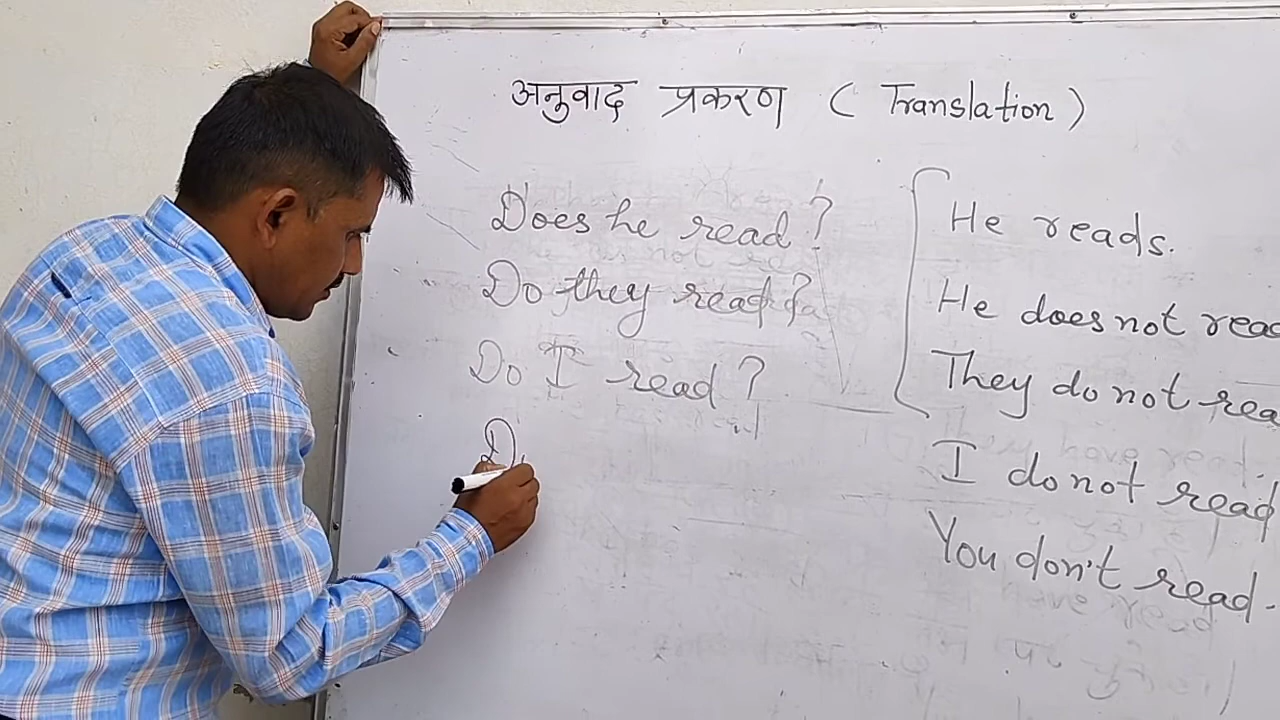 अनुवाद प्रकरण ( Translation )
Does he read ?
Do they read ?
Do I read ?
D
He reads.
He does not read
They do not rea
I do not read
You don't read.